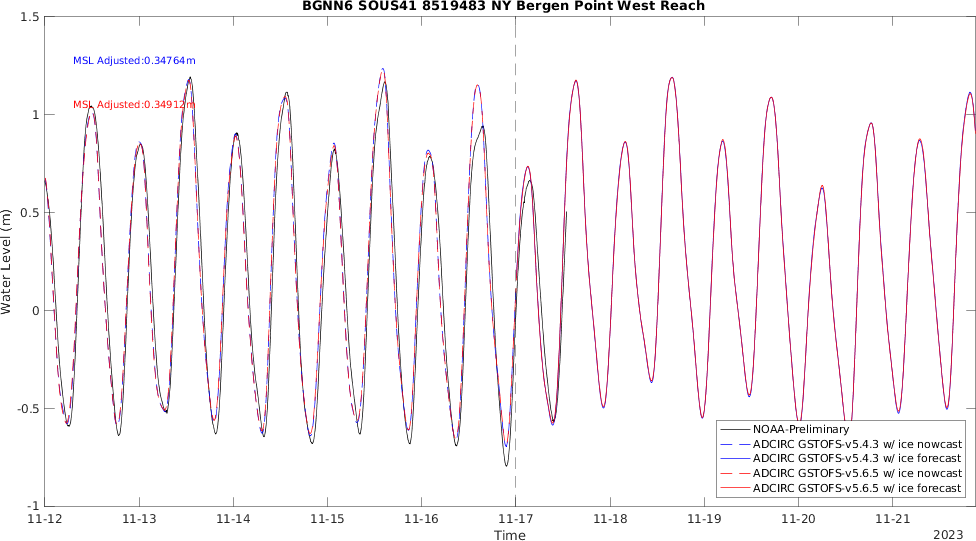 BGNN6 SOUS41 8519483 NY Bergen Point West Reach
1.5
MSL Adjusted:0.34764m
MSL Adjusted:0.34912m
1
0.5
Water Level (m)
0
-0.5
NOAA-Preliminary
ADCIRC GSTOFS-v5.4.3 w/ ice nowcast
ADCIRC GSTOFS-v5.4.3 w/ ice forecast
ADCIRC GSTOFS-v5.6.5 w/ ice nowcast
ADCIRC GSTOFS-v5.6.5 w/ ice forecast
-1
11-12 11-13 11-14 11-15 11-16 11-17 11-18 11-19 11-20 11-21
Time
2023